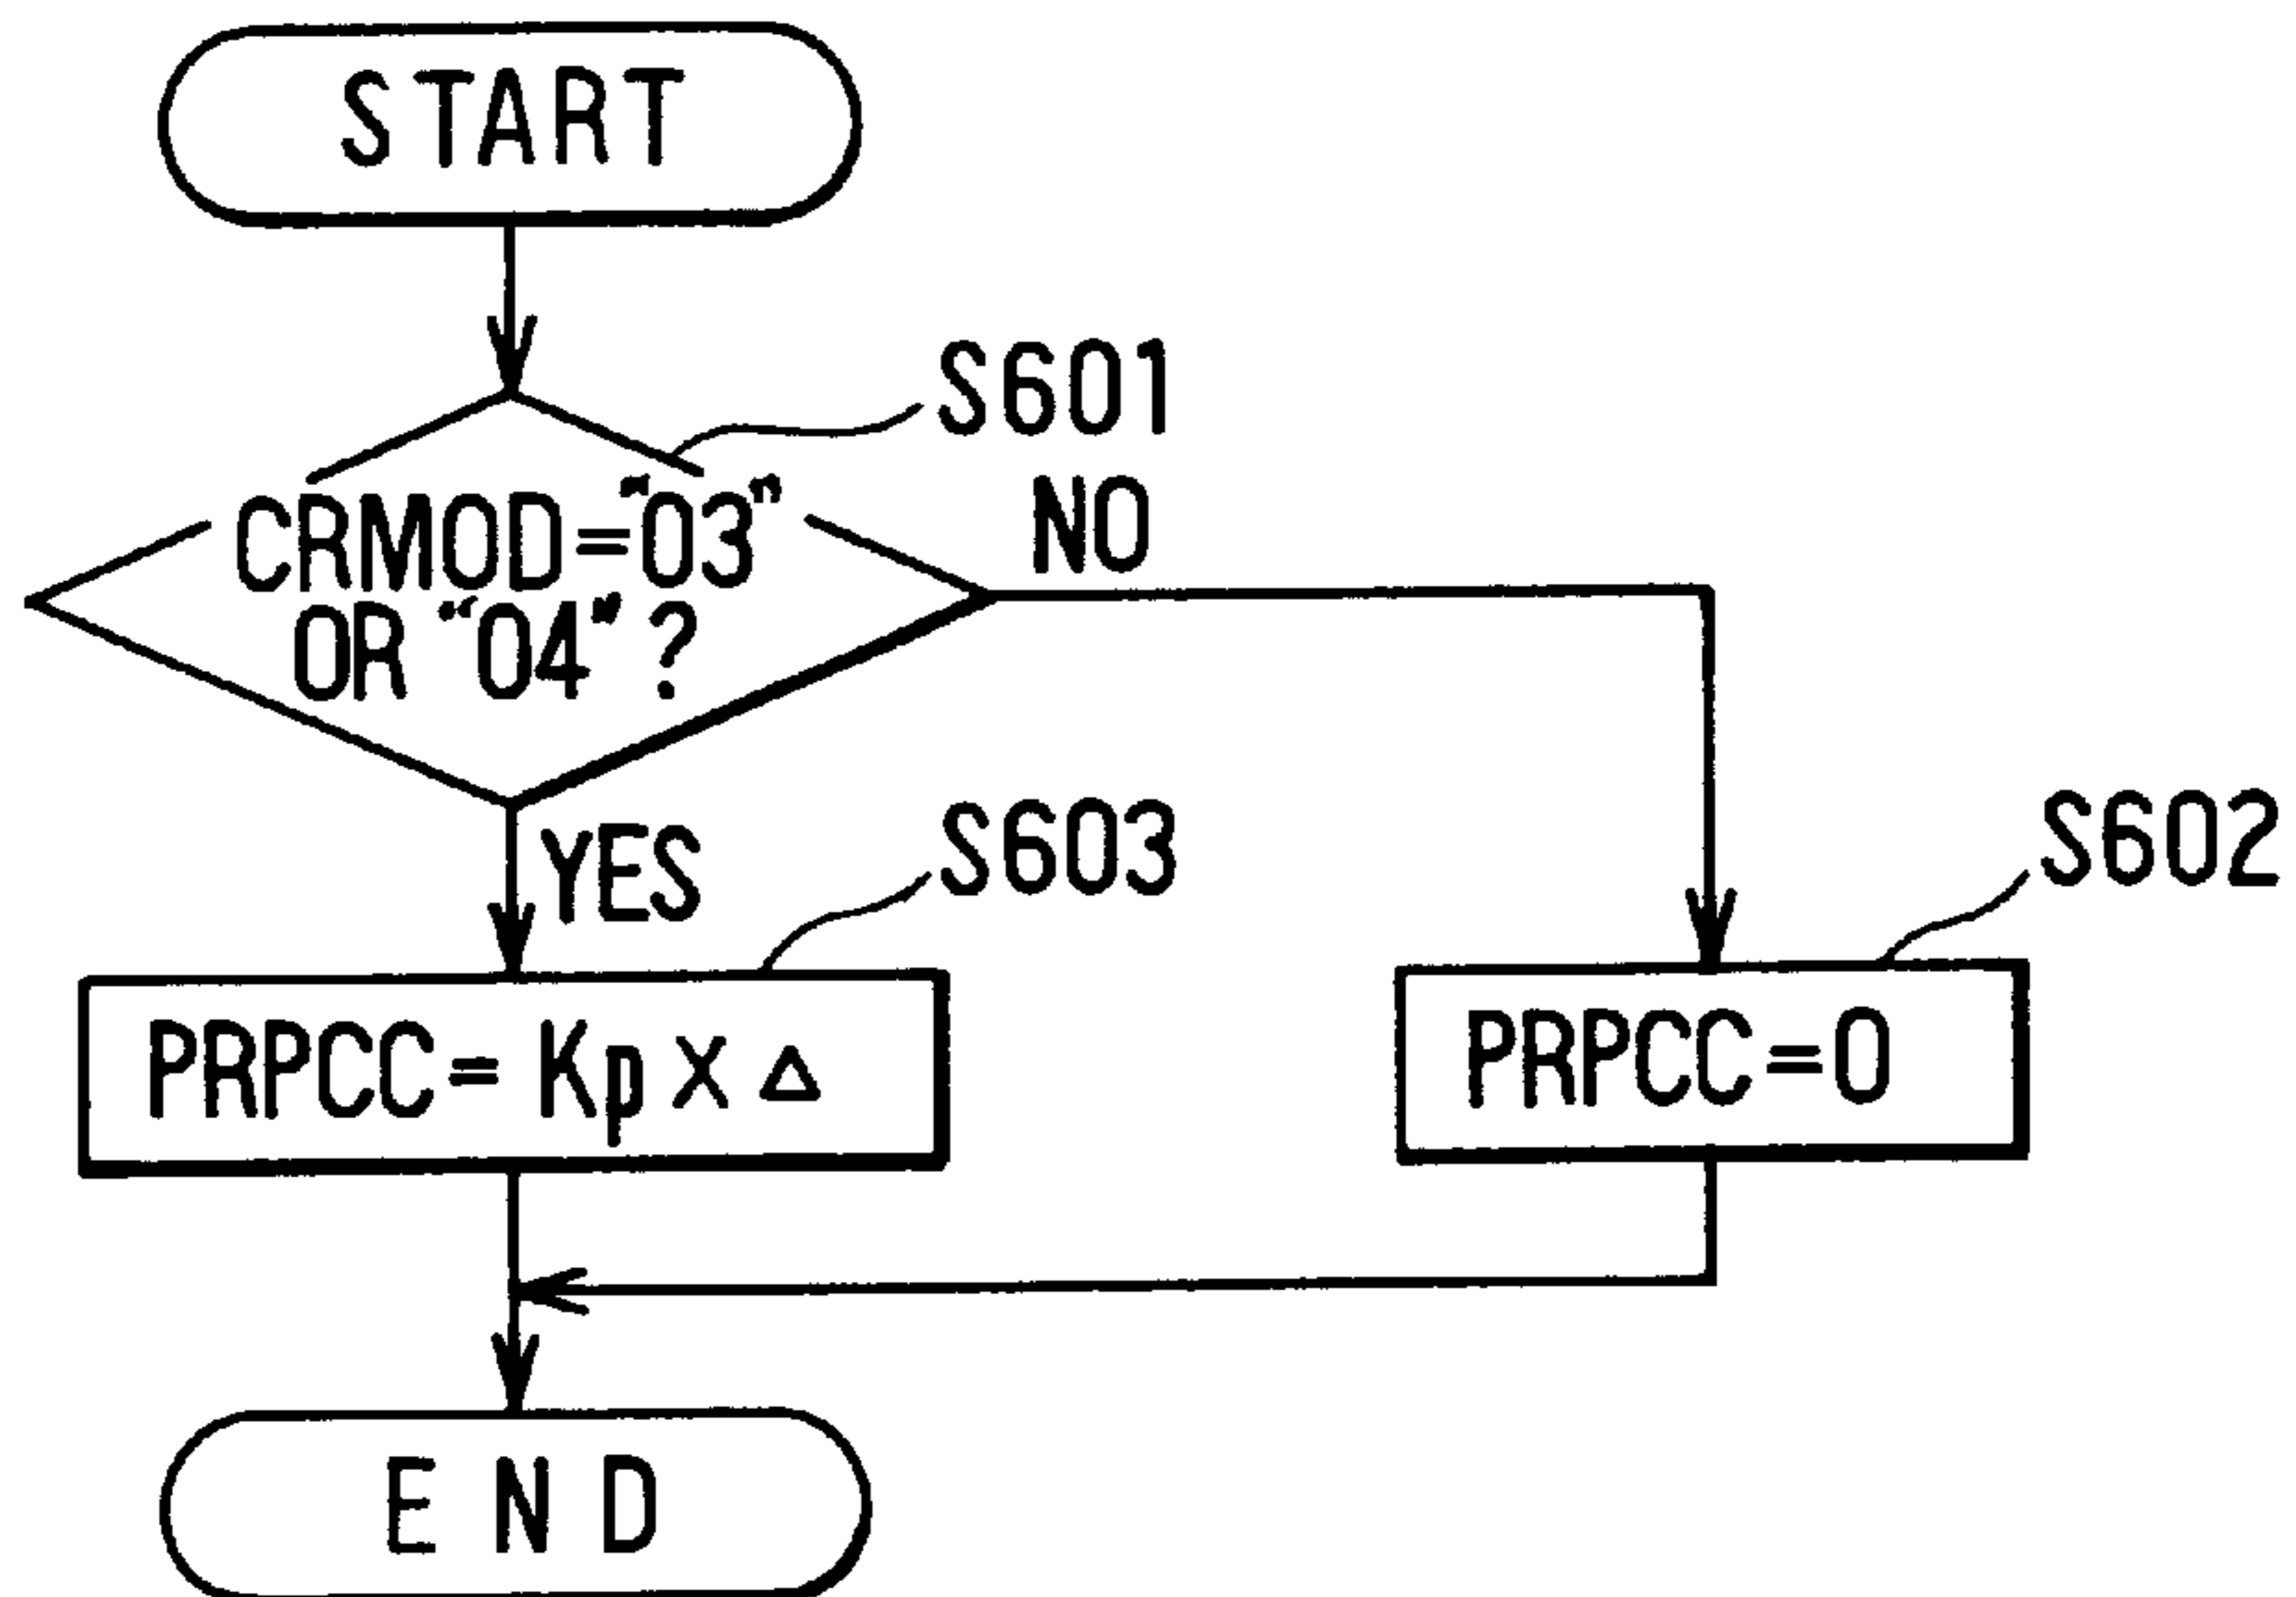 START
S601
CRMOD="03"
OR "04"?
NO
YES
S603
S602
PRPCC=Kp×△
PRPCC=0
END